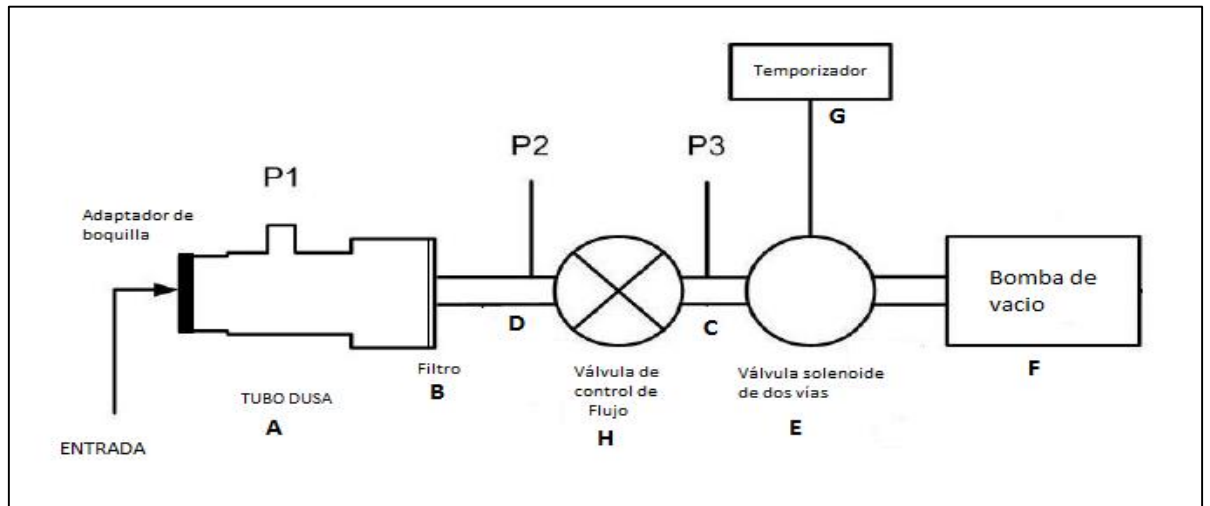 Temporizador
G
P2
P3
P1
Adaptador de
boquilla
D
C
Bomba de
vacio
F
Filtro
B
Válvula de
control de
Flujo
H
Válvula solenoide
de dos vías
E
TUBO DUSA
A
ENTRADA